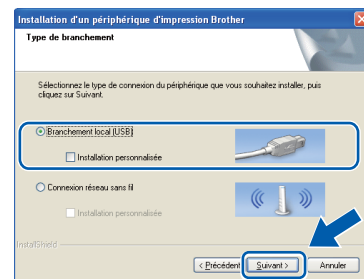 Installation d'un périphérique d'impression Brother
Type de branchement
Sélectionnez le type de connexion du périphérique que vous souhaitez installer, puis
cliquez sur Suivant.
Branchement local (USB)
Installation personnalisée
Connexion réseau sans fil
Installation personnalisée
InstallShield
< Précédent
Suivant >
Annuler